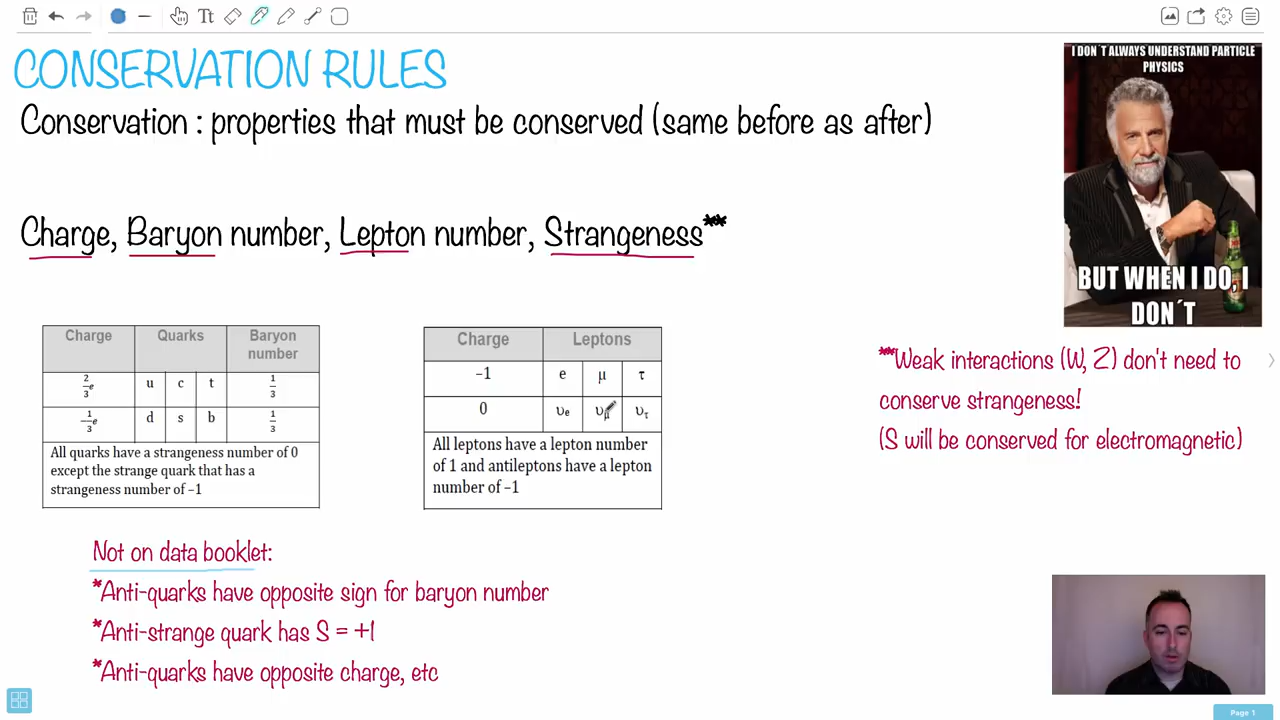 Tt
CONSERVATION RULES
Conservation : properties that must be conserved (same before as after)
Charge, Baryon number, Lepton number, Strangeness**
I DON´T ALWAYS UNDERSTAND PARTICLE
PHYSICS
BUT WHEN I DO, I
DON´T
Charge Quarks Baryon
number
2/3 e u c t 1/3
-1/3 e d s b 1/3
All quarks have a strangeness number of 0
except the strange quark that has a
strangeness number of –1
Charge Leptons
–1 e μ τ
0 υe υμ υτ
All leptons have a lepton number
of 1 and antileptons have a lepton
number of –1
**Weak interactions (W, Z) don't need to
conserve strangeness!
(S will be conserved for electromagnetic)
Not on data booklet:
*Anti-quarks have opposite sign for baryon number
*Anti-strange quark has S = +1
*Anti-quarks have opposite charge, etc
Page 1